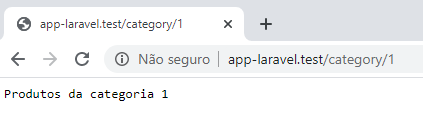 app-laravel.test/category/1
Não seguro | app-laravel.test/category/1
Produtos da categoria 1